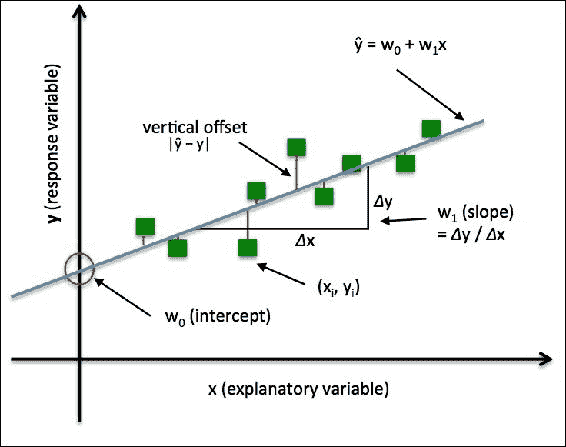 ŷ = w₀ + w₁x
vertical offset
|ŷ − y|
y (response variable)
Δy
Δx
w₁ (slope)
= Δy / Δx
(xᵢ, yᵢ)
w₀ (intercept)
x (explanatory variable)